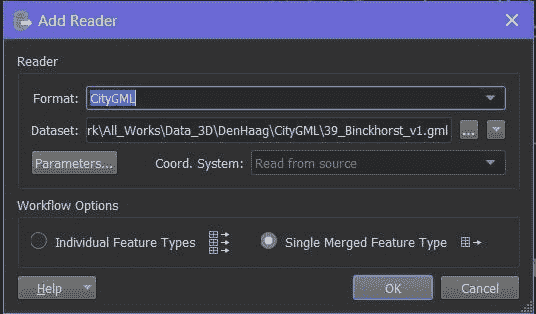 Add Reader
Reader
Format: CityGML
Dataset: rk\All_Works\Data_3D\DenHaag\CityGML\39_Binckhorst_v1.gml ...
Parameters... Coord. System: Read from source
Workflow Options
Individual Feature Types Single Merged Feature Type
Help OK Cancel